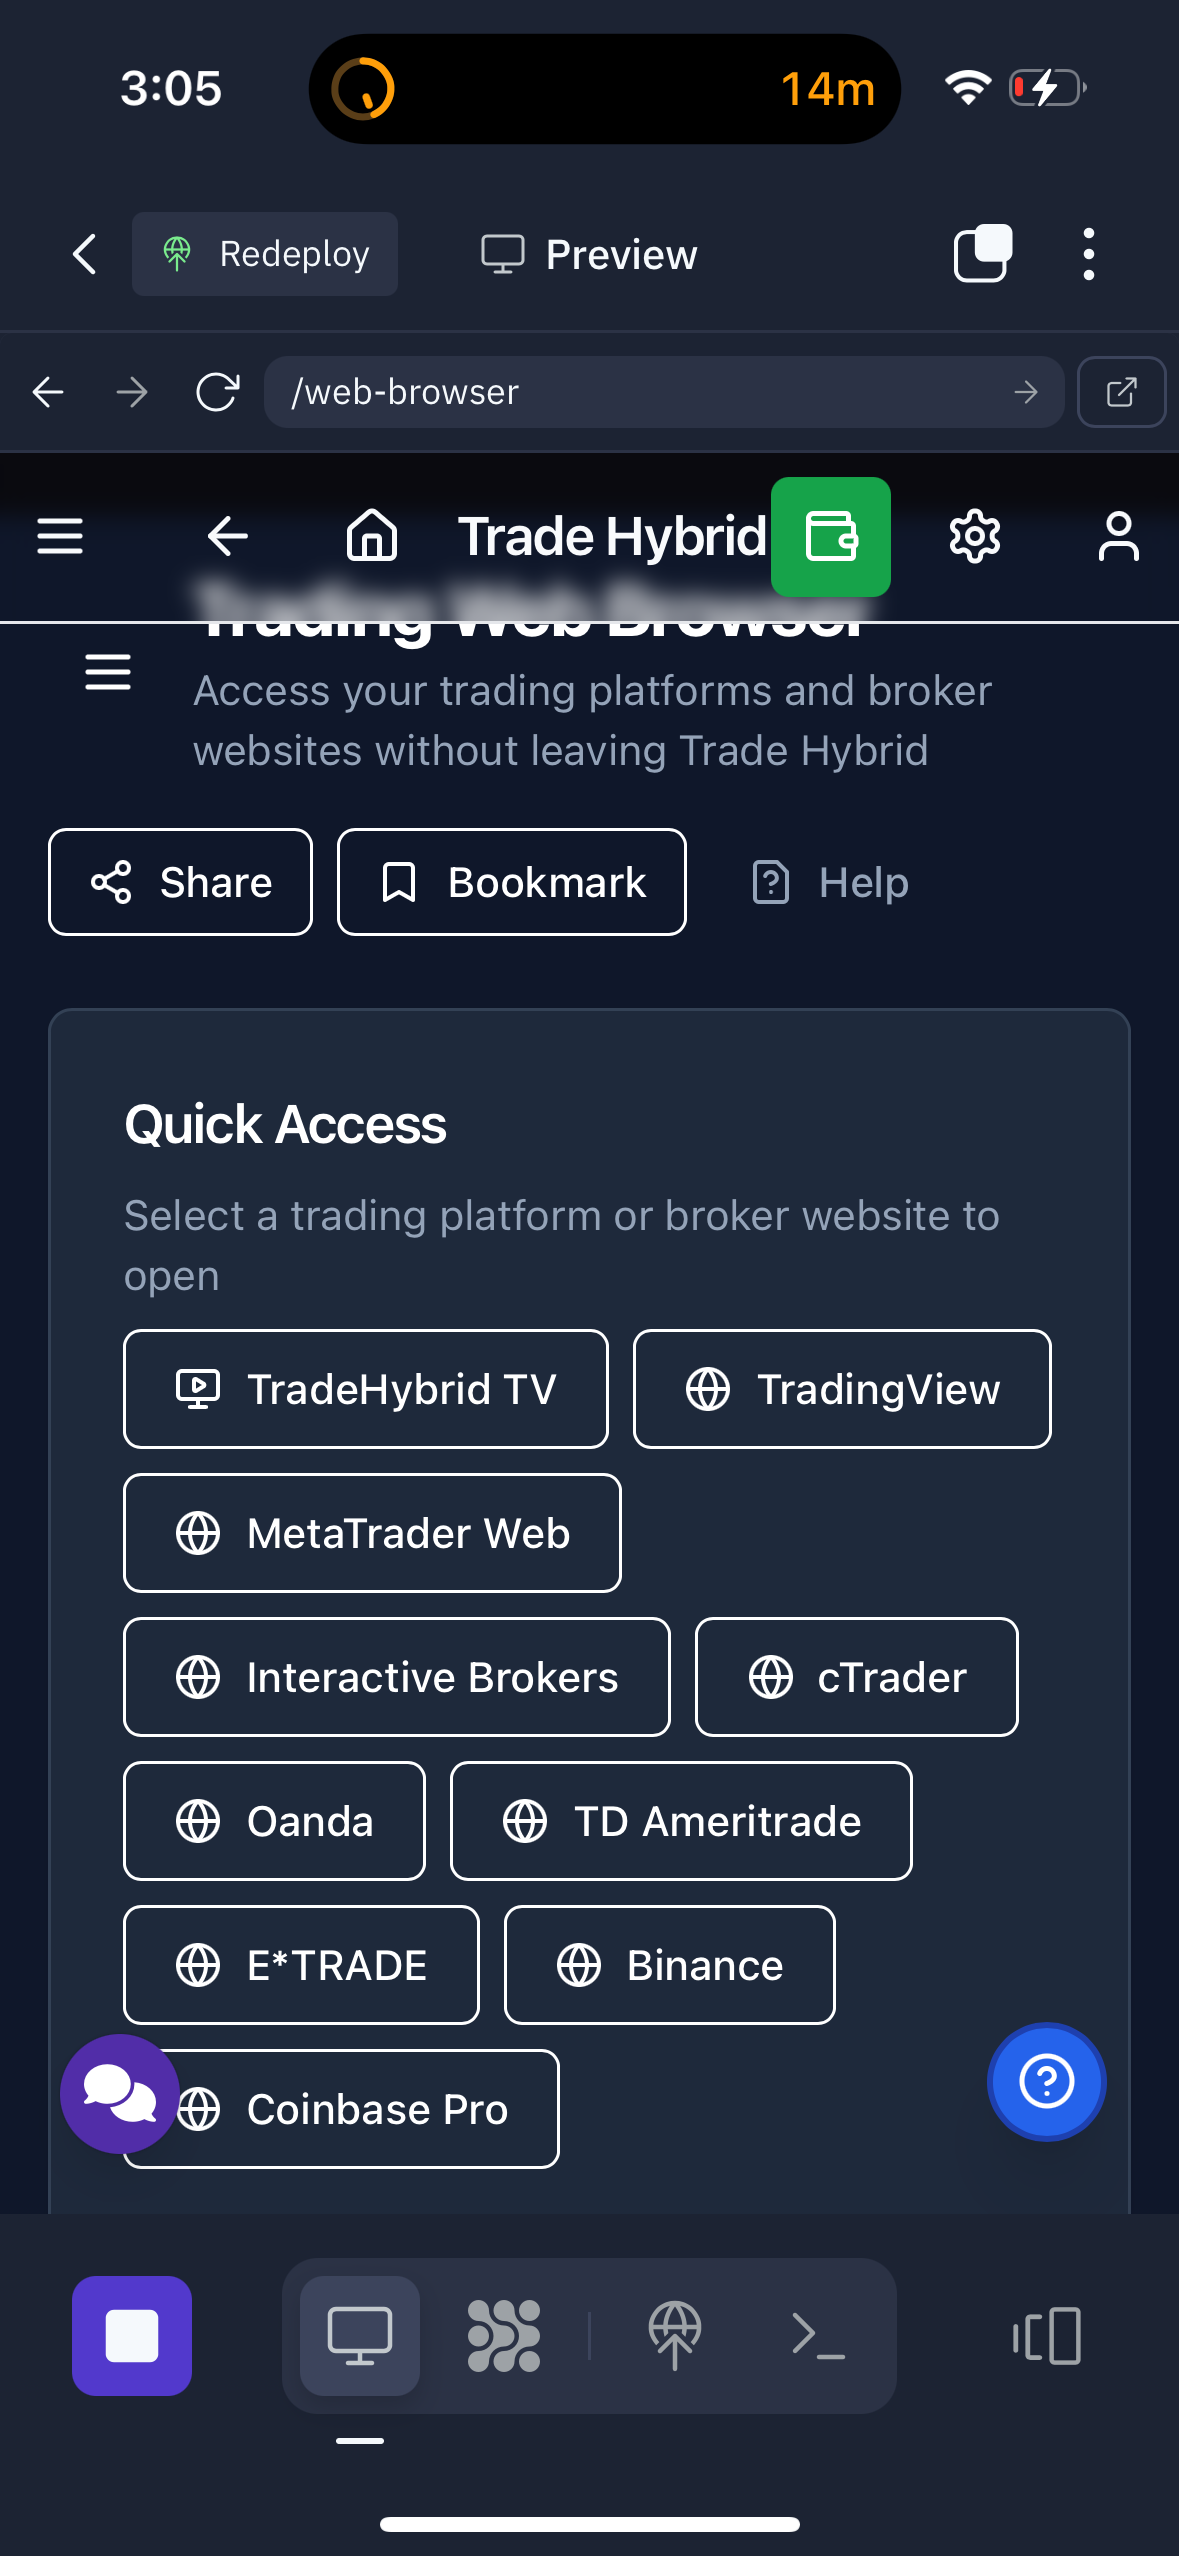 3:05
14m
Redeploy
Preview
/web-browser
Trade Hybrid
Trading Web Browser
Access your trading platforms and broker
websites without leaving Trade Hybrid
Share
Bookmark
Help
Quick Access
Select a trading platform or broker website to
open
TradeHybrid TV
TradingView
MetaTrader Web
Interactive Brokers
cTrader
Oanda
TD Ameritrade
E*TRADE
Binance
Coinbase Pro